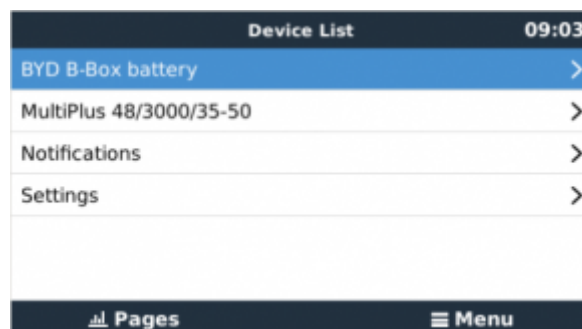 Device List 09:03
BYD B-Box battery
MultiPlus 48/3000/35-50
Notifications
Settings
Pages Menu